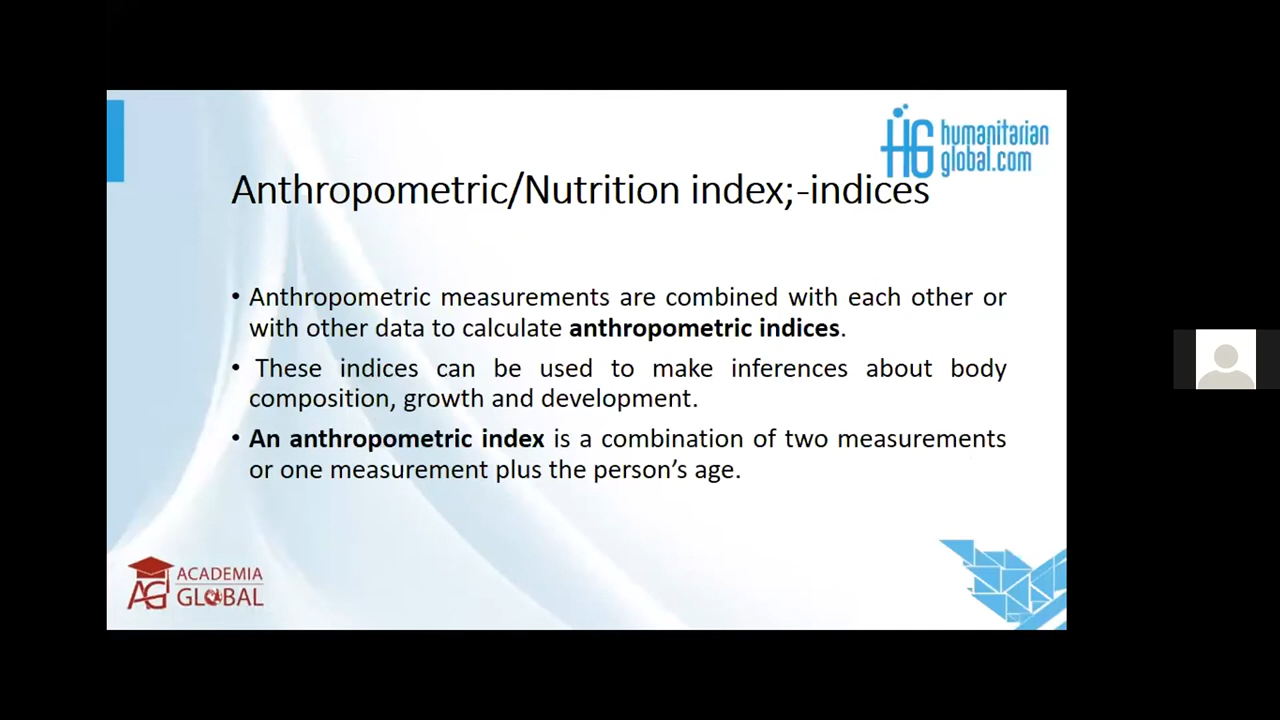 HG humanitarian
global.com
Anthropometric/Nutrition index;-indices
• Anthropometric measurements are combined with each other or
with other data to calculate anthropometric indices.
• These indices can be used to make inferences about body
composition, growth and development.
• An anthropometric index is a combination of two measurements
or one measurement plus the person’s age.
AG ACADEMIA
GLOBAL